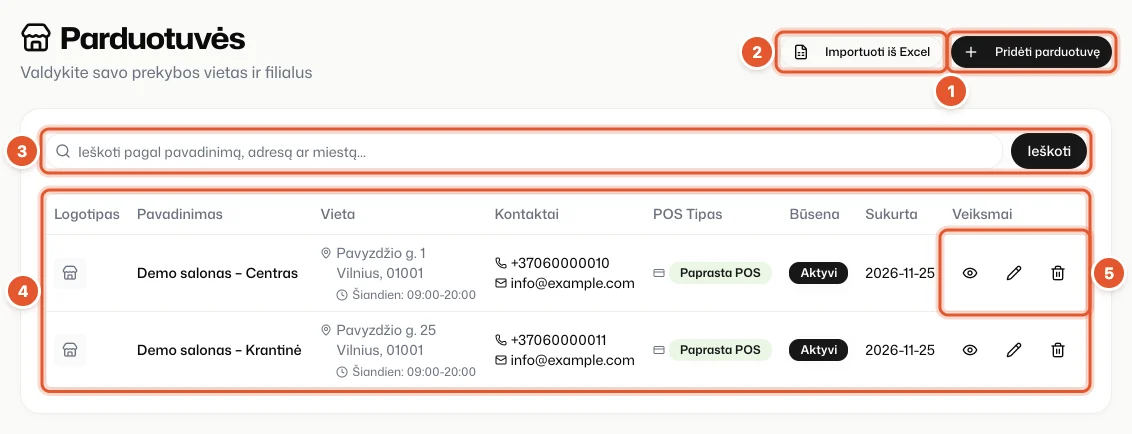 Parduotuvės
Valdykite savo prekybos vietas ir filialus
2
Importuoti iš Excel
Pridėti parduotuvę
1
3
Ieškoti pagal pavadinimą, adresą ar miestą...
Ieškoti
Logotipas Pavadinimas Vieta Kontaktai POS Tipas Būsena Sukurta Veiksmai
4
Demo salonas – Centras
Pavyzdžio g. 1
Vilnius, 01001
Šiandien: 09:00-20:00
+37060000010
info@example.com
Paprasta POS
Aktyvi
2026-11-25
5
Demo salonas – Krantinė
Pavyzdžio g. 25
Vilnius, 01001
Šiandien: 09:00-20:00
+37060000011
info@example.com
Paprasta POS
Aktyvi
2026-11-25